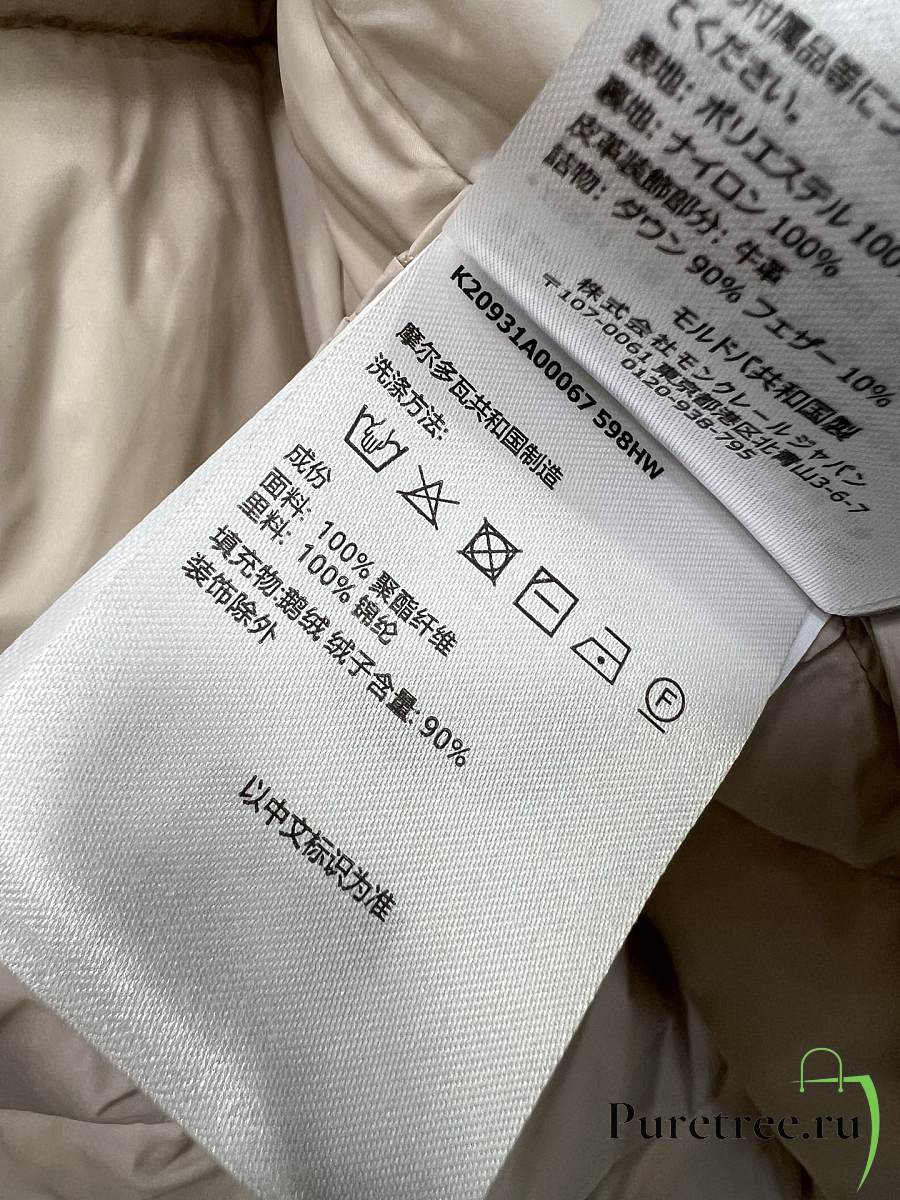 付属品等につ
てください。
表地: ポリエステル 100
裏地: ナイロン 100%
皮革装飾部分: 牛革
詰物: ダウン 90% フェザー 10%
モルドバ共和国製
株式会社モンクレールジャパン
〒107-0061 東京都港区北青山3-6-7
0120-938-795
K20931A00067 598HW
摩尔多瓦共和国制造
洗涤方法:
成份
面料: 100% 聚酯纤维
里料: 100% 锦纶
填充物:鹅绒 绒子含量: 90%
装饰除外
F
以中文标识为准
Puretree.ru